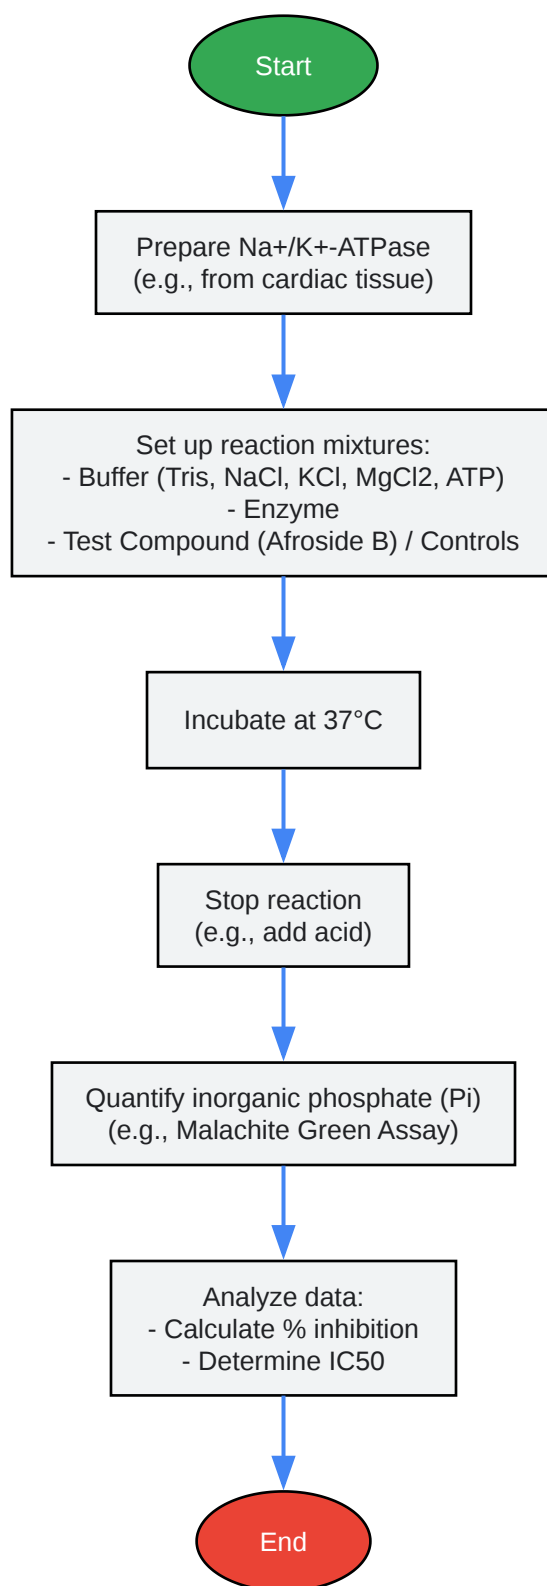 Start
Prepare Na+/K+-ATPase
(e.g., from cardiac tissue)
Set up reaction mixtures:
- Buffer (Tris, NaCl, KCl, MgCl2, ATP)
- Enzyme
- Test Compound (Afroside B) / Controls
Incubate at 37°C
Stop reaction
(e.g., add acid)
Quantify inorganic phosphate (Pi)
(e.g., Malachite Green Assay)
Analyze data:
- Calculate % inhibition
- Determine IC50
End